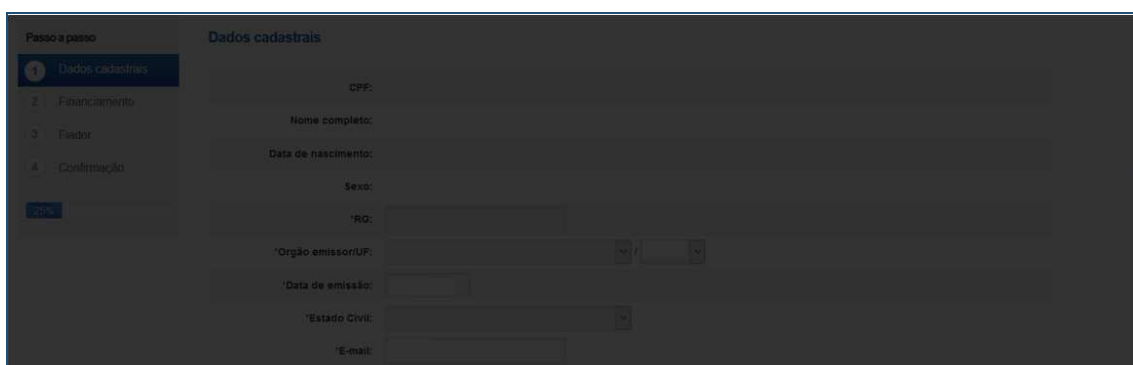 Passo a passo
1 Dados cadastrais
2 Financiamento
3 Fiador
4 Confirmação
25%
Dados cadastrais
CPF:
Nome completo:
Data de nascimento:
Sexo:
*RG:
*Orgão emissor/UF: /
*Data de emissão:
*Estado Civil:
*E-mail: